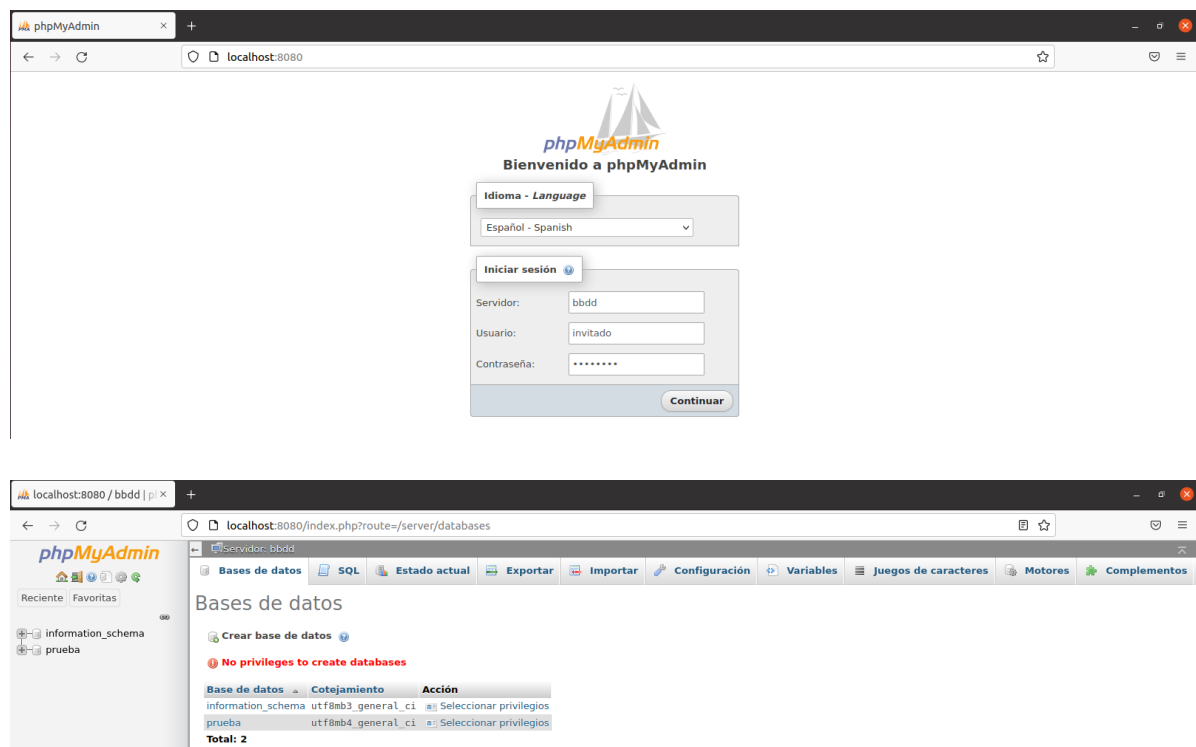 phpMyAdmin
localhost:8080
phpMyAdmin
Bienvenido a phpMyAdmin
Idioma - Language
Español - Spanish
Iniciar sesión
Servidor: bbdd
Usuario: invitado
Contraseña: ••••••••
Continuar
localhost:8080 / bbdd | pl
localhost:8080/index.php?route=/server/databases
phpMyAdmin
Reciente Favoritas
information_schema
prueba
Servidor: bbdd
Bases de datos SQL Estado actual Exportar Importar Configuración Variables Juegos de caracteres Motores Complementos
Bases de datos
Crear base de datos
No privileges to create databases
Base de datos Cotejamiento Acción
information_schema utf8mb3_general_ci Seleccionar privilegios
prueba utf8mb4_general_ci Seleccionar privilegios
Total: 2